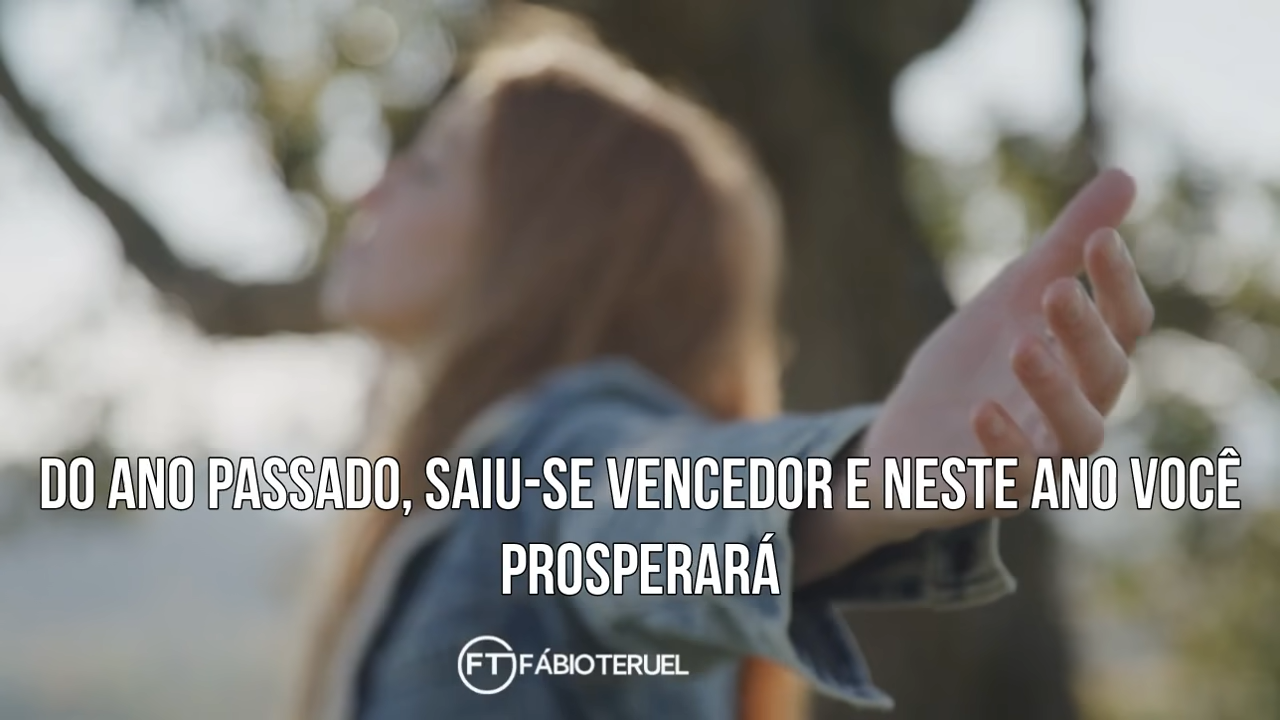 DO ANO PASSADO, SAIU-SE VENCEDOR E NESTE ANO VOCÊ
PROSPERARÁ
FT FÁBIOTERUEL